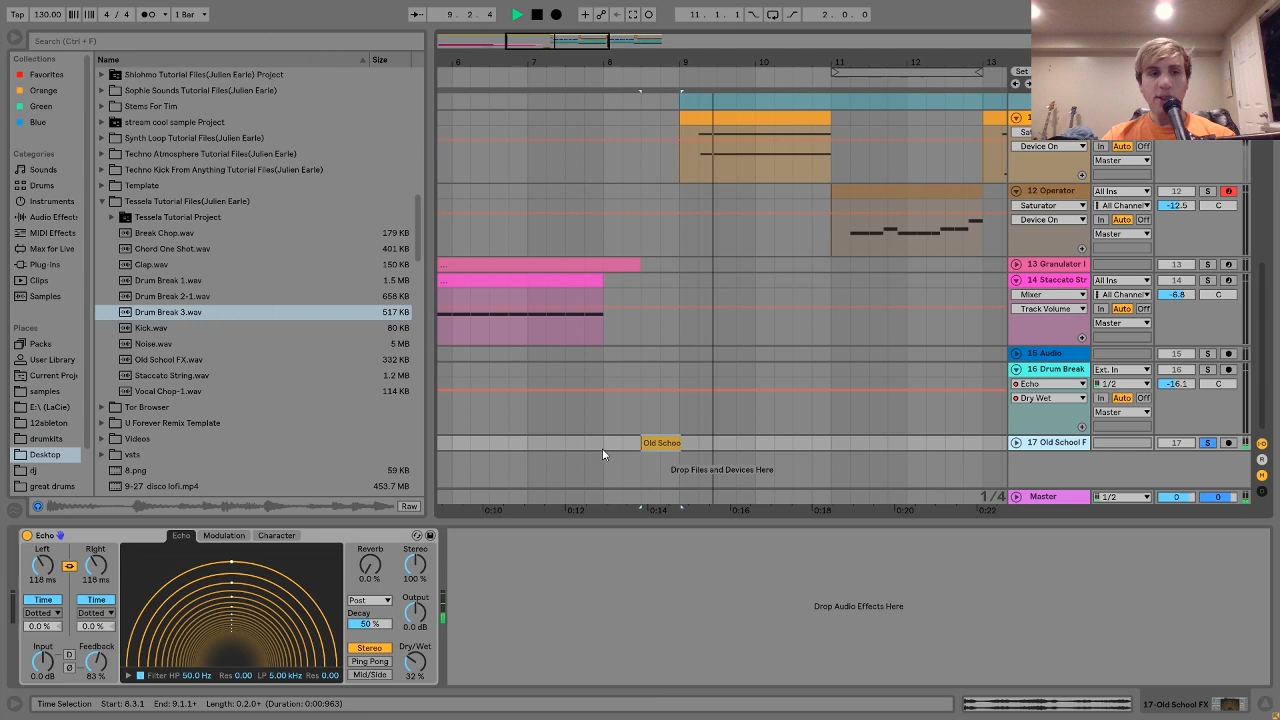 Tap 130.00 4 / 4 1 Bar 9 . 2 . 4 11 . 1 . 1 2 . 0 . 0
Search (Ctrl + F)
Collections
Favorites
Orange
Green
Blue
Categories
Sounds
Drums
Instruments
Audio Effects
MIDI Effects
Max for Live
Plug-ins
Clips
Samples
Places
Packs
User Library
Current Proj
samples
E:\ (LaCie)
12ableton
drumkits
Desktop
dj
great drums
Name Size
Shlohmo Tutorial Files(Julien Earle) Project
Sophie Sounds Tutorial Files(Julien Earle)
Stems For Tim
stream cool sample Project
Synth Loop Tutorial Files(Julien Earle)
Techno Atmosphere Tutorial Files(Julien Earle)
Techno Kick From Anything Tutorial Files(Julien Earle)
Template
Tessela Tutorial Files(Julien Earle)
Tessela Tutorial Project
Break Chop.wav 179 KB
Chord One Shot.wav 401 KB
Clap.wav 150 KB
Drum Break 1.wav 1.5 MB
Drum Break 2-1.wav 658 KB
Drum Break 3.wav 517 KB
Kick.wav 80 KB
Noise.wav 5 MB
Old School FX.wav 332 KB
Staccato String.wav 1.2 MB
Vocal Chop-1.wav 114 KB
Tor Browser
U Forever Remix Template
Videos
vsts
8.png 59 KB
9-27 disco lofi.mp4 453.7 MB
Raw
6 7 8 9 10 11 12 13
Set
Device On In Auto Off
Master
12 Operator All Ins 12 S
Saturator All Channel -12.5 C
Device On In Auto Off
Master
... 13 Granulator I 13 S
... 14 Staccato Str All Ins 14 S
Mixer All Channel -6.8 C
Track Volume In Auto Off
Master
15 Audio 15 S
16 Drum Break Ext. In 16 S
Echo 1/2 -16.1 C
Dry Wet In Auto Off
Master
Old Schoo 17 Old School F 17 S
Drop Files and Devices Here
1/4 Master 1/2 0 0
0:10 0:12 0:14 0:16 0:18 0:20 0:22
Echo
Echo Modulation Character
Left Right
118 ms 118 ms
Time Time
Dotted Dotted
0.0 % 0.0 %
Input Feedback
D
Ø
0.0 dB 83 %
Filter HP 50.0 Hz Res 0.00 LP 5.00 kHz Res 0.00
Reverb Stereo
0.0 % 100 %
Post Output
Decay
50 % 0.0 dB
Stereo Dry/Wet
Ping Pong
Mid/Side 32 %
Drop Audio Effects Here
Time Selection Start: 8.3.1 End: 9.1.1+ Length: 0.2.0+ (Duration: 0:00:963)
17-Old School FX